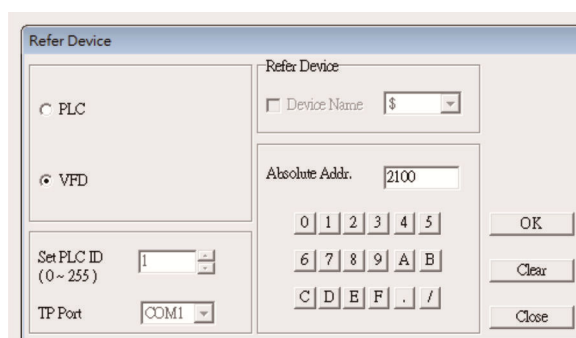 Refer Device
PLC
VFD
Set PLC ID
(0~255)
1
TP Port
COM1
Refer Device
Device Name
$
Absolute Addr.
2100
0 1 2 3 4 5
6 7 8 9 A B
C D E F . /
OK
Clear
Close